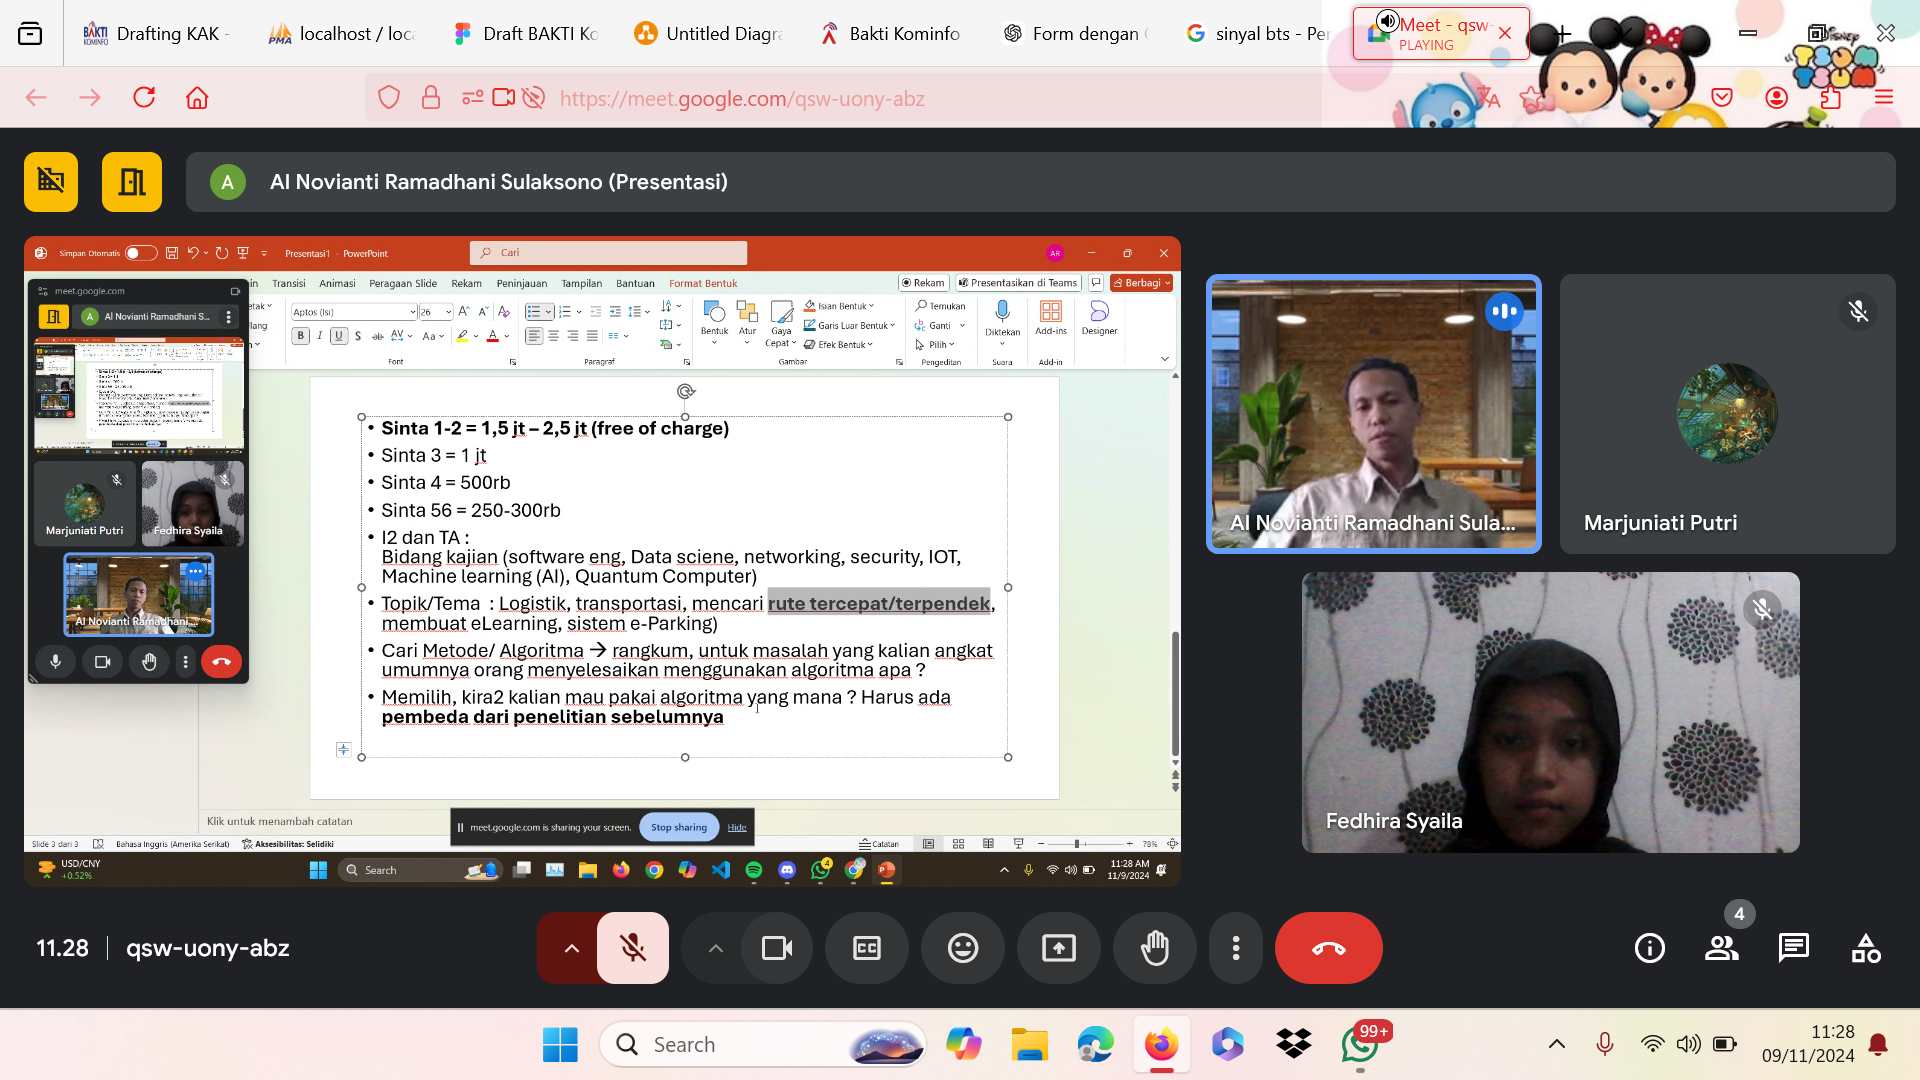 Drafting KAK -
localhost / loca
Draft BAKTI Ko
Untitled Diagra
Bakti Kominfo
Form dengan
sinyal bts - Pe
Meet - qsw-
PLAYING
https://meet.google.com/qsw-uony-abz
A
Al Novianti Ramadhani Sulaksono (Presentasi)
Simpan Otomatis
Presentasi1 - PowerPoint
Cari
AR
Transisi
Animasi
Peragaan Slide
Rekam
Peninjauan
Tampilan
Bantuan
Format Bentuk
Rekam
Presentasikan di Teams
Berbagi
Aptos (Isi)
26
Bentuk
Atur
Gaya
Cepat
Isian Bentuk
Garis Luar Bentuk
Efek Bentuk
Temukan
Ganti
Pilih
Diktekan
Add-ins
Designer
Font
Paragraf
Gambar
Pengeditan
Suara
Add-in
meet.google.com
A
Al Novianti Ramadhani S...
Marjuniati Putri
Fedhira Syaila
Al Novianti Ramadhani...
• Sinta 1-2 = 1,5 jt – 2,5 jt (free of charge)
• Sinta 3 = 1 jt
• Sinta 4 = 500rb
• Sinta 56 = 250-300rb
• I2 dan TA :
Bidang kajian (software eng, Data sciene, networking, security, IOT,
Machine learning (AI), Quantum Computer)
• Topik/Tema : Logistik, transportasi, mencari rute tercepat/terpendek,
membuat eLearning, sistem e-Parking)
• Cari Metode/ Algoritma → rangkum, untuk masalah yang kalian angkat
umumnya orang menyelesaikan menggunakan algoritma apa ?
• Memilih, kira2 kalian mau pakai algoritma yang mana ? Harus ada
pembeda dari penelitian sebelumnya
Klik untuk menambah catatan
meet.google.com is sharing your screen.
Stop sharing
Hide
Slide 3 dari 3
Bahasa Inggris (Amerika Serikat)
Aksesibilitas: Selidiki
Catatan
78%
USD/CNY
+0.52%
Search
4
11:28 AM
11/9/2024
Al Novianti Ramadhani Sula...
Marjuniati Putri
Fedhira Syaila
11.28
qsw-uony-abz
4
Search
99+
11:28
09/11/2024